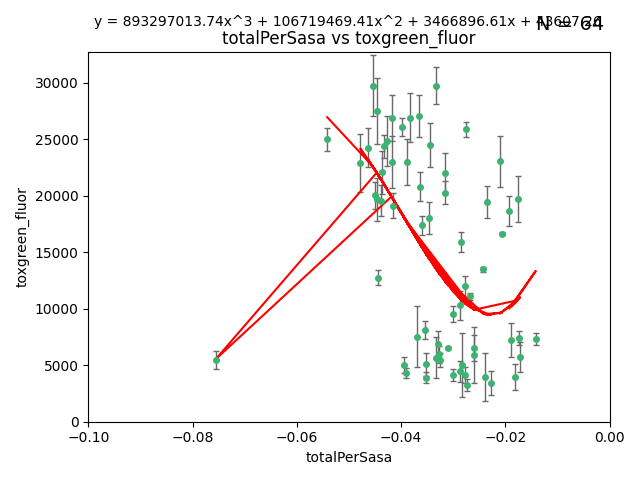 y = 893297013.74x^3 + 106719469.41x^2 + 3466896.61x +
N = 64
totalPerSasa vs toxgreen_fluor
30000
25000
20000
15000
10000
5000
0
toxgreen_fluor
−0.10
−0.08
−0.06
−0.04
−0.02
0.00
totalPerSasa